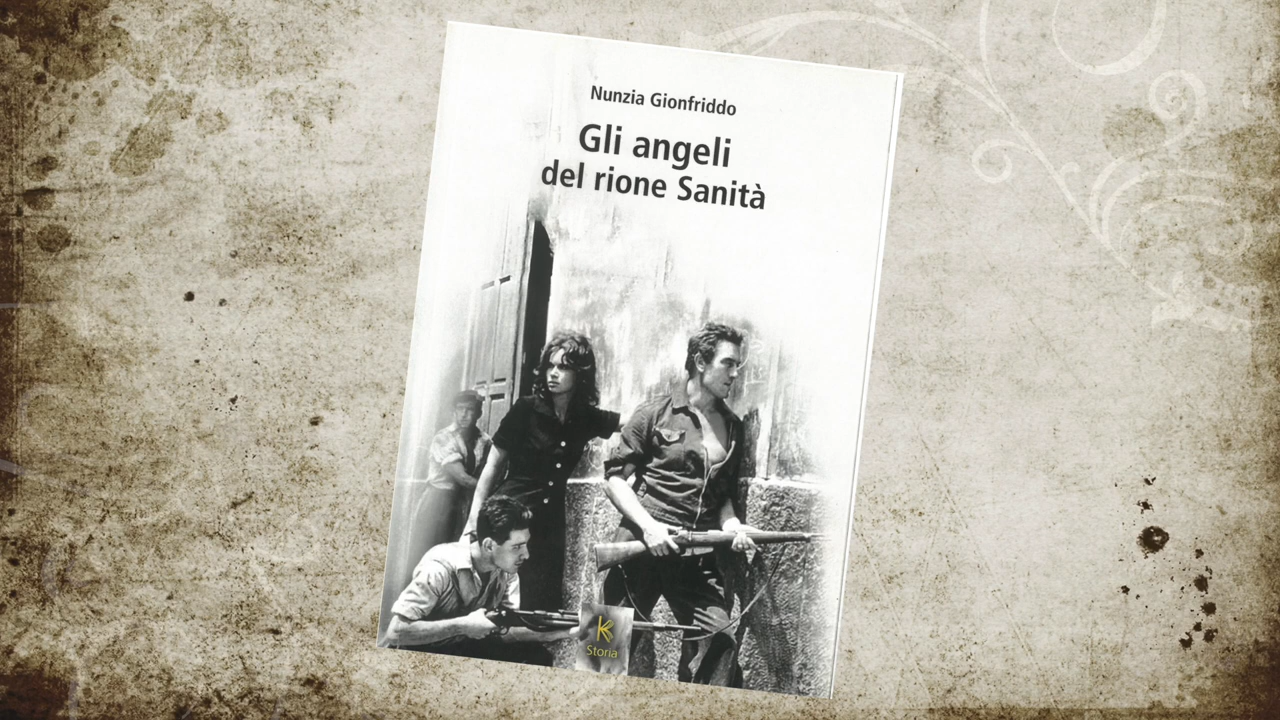 Nunzia Gionfriddo
Gli angeli
del rione Sanità
K
Storia